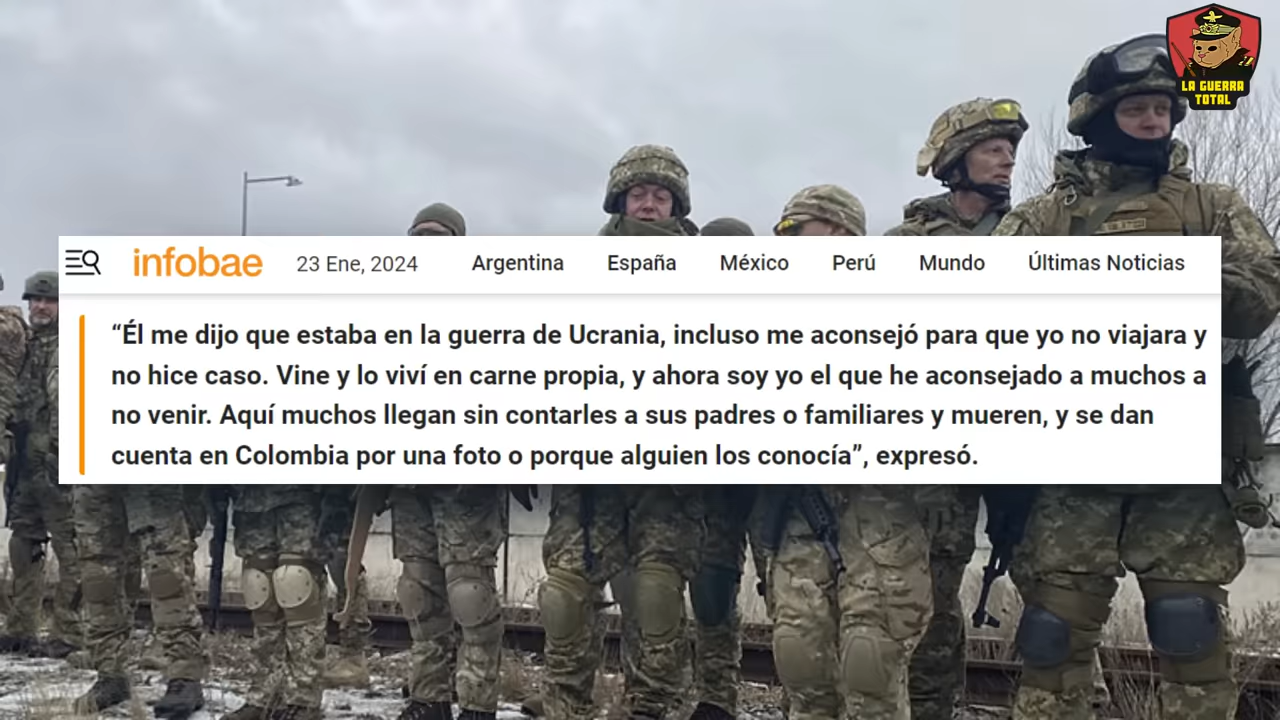 LA GUERRA
TOTAL
infobae 23 Ene, 2024 Argentina España México Perú Mundo Últimas Noticias
“Él me dijo que estaba en la guerra de Ucrania, incluso me aconsejó para que yo no viajara y
no hice caso. Vine y lo viví en carne propia, y ahora soy yo el que he aconsejado a muchos a
no venir. Aquí muchos llegan sin contarles a sus padres o familiares y mueren, y se dan
cuenta en Colombia por una foto o porque alguien los conocía”, expresó.